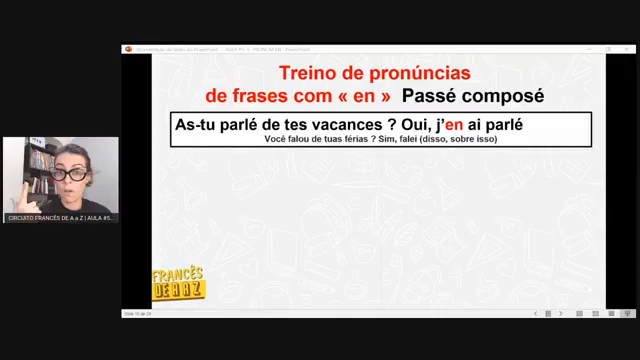 Treino de pronúncias
de frases com « en » Passé composé
As-tu parlé de tes vacances ? Oui, j'en ai parlé
Você falou de tuas férias ? Sim, falei (disso, sobre isso)
CIRCUITO FRANCÊS DE A a Z | AULA #5...
FRANCÊS
DE A A Z